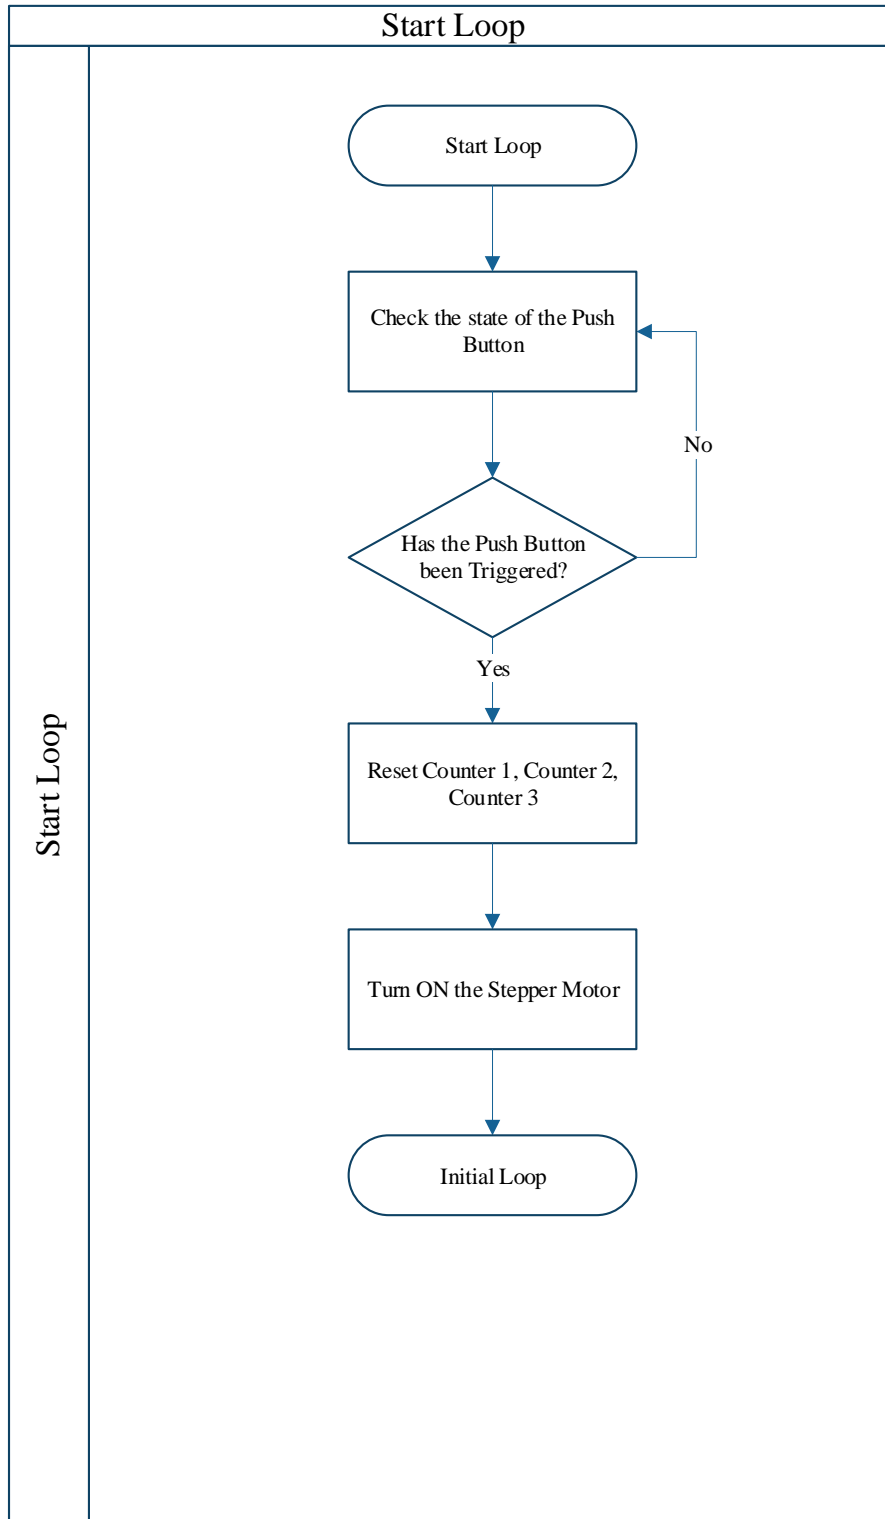 Start Loop
Start Loop
Start Loop
Check the state of the Push
Button
No
Has the Push Button
been Triggered?
Yes
Reset Counter 1, Counter 2,
Counter 3
Turn ON the Stepper Motor
Initial Loop